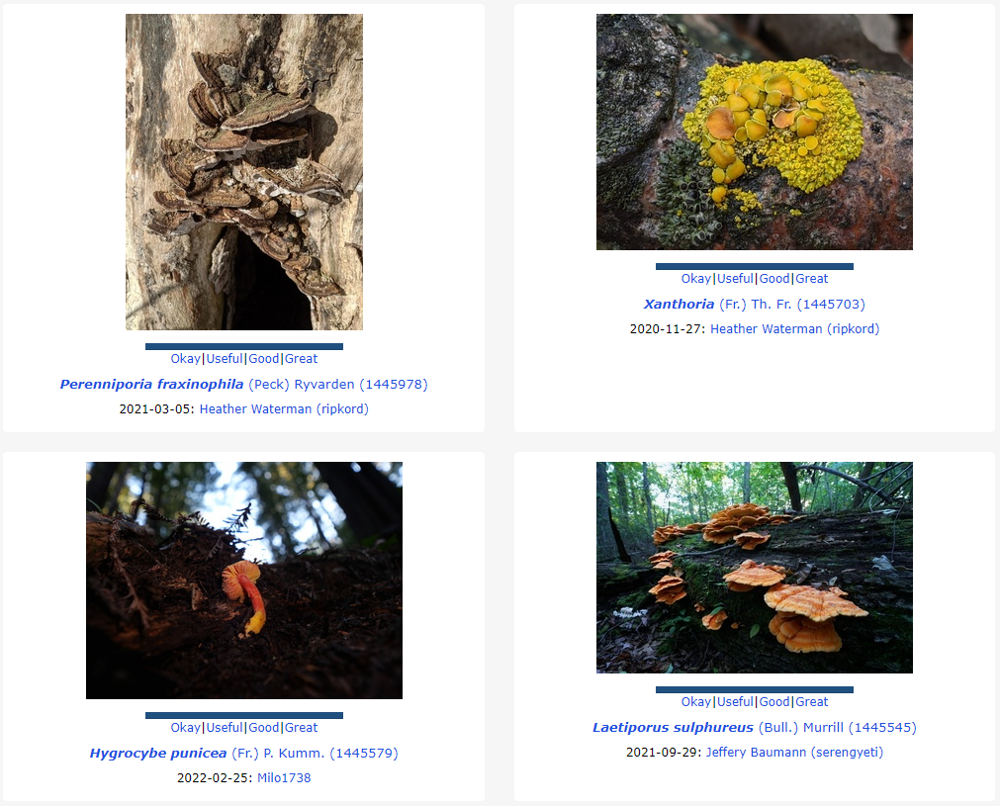 Okay|Useful|Good|Great
Perenniporia fraxinophila (Peck) Ryvarden (1445978)
2021-03-05: Heather Waterman (ripkord)
Okay|Useful|Good|Great
Xanthoria (Fr.) Th. Fr. (1445703)
2020-11-27: Heather Waterman (ripkord)
Okay|Useful|Good|Great
Hygrocybe punicea (Fr.) P. Kumm. (1445579)
2022-02-25: Milo1738
Okay|Useful|Good|Great
Laetiporus sulphureus (Bull.) Murrill (1445545)
2021-09-29: Jeffery Baumann (serengyeti)